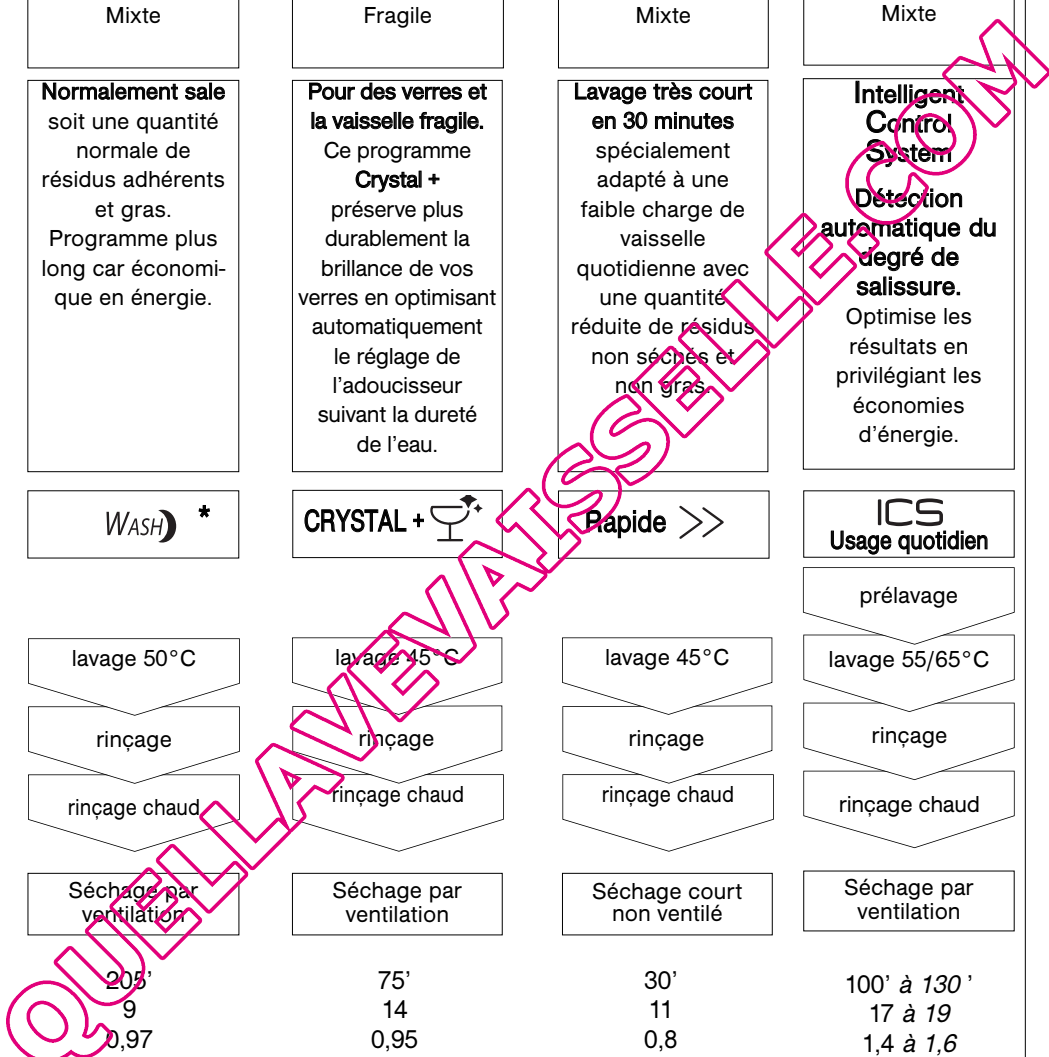 Mixte
Normalement sale
soit une quantité
normale de
résidus adhérents
et gras.
Programme plus
long car économi-
que en énergie.
WASH *
lavage 50°C
rinçage
rinçage chaud
Séchage par
ventilation
205’
9
0,97
Fragile
Pour des verres et
la vaisselle fragile.
Ce programme
Crystal +
préserve plus
durablement la
brillance de vos
verres en optimisant
automatiquement
le réglage de
l’adoucisseur
suivant la dureté
de l’eau.
CRYSTAL +
lavage 45°C
rinçage
rinçage chaud
Séchage par
ventilation
75’
14
0,95
Mixte
Lavage très court
en 30 minutes
spécialement
adapté à une
faible charge de
vaisselle
quotidienne avec
une quantité
réduite de résidus
non séchés et
non gras.
Rapide >>
lavage 45°C
rinçage
rinçage chaud
Séchage court
non ventilé
30’
11
0,8
Mixte
Intelligent
Control
System
Détection
automatique du
degré de
salissure.
Optimise les
résultats en
privilégiant les
économies
d’énergie.
ICS
Usage quotidien
prélavage
lavage 55/65°C
rinçage
rinçage chaud
Séchage par
ventilation
100’ à 130 ’
17 à 19
1,4 à 1,6
QUELLAVEVAISSELLE.COM